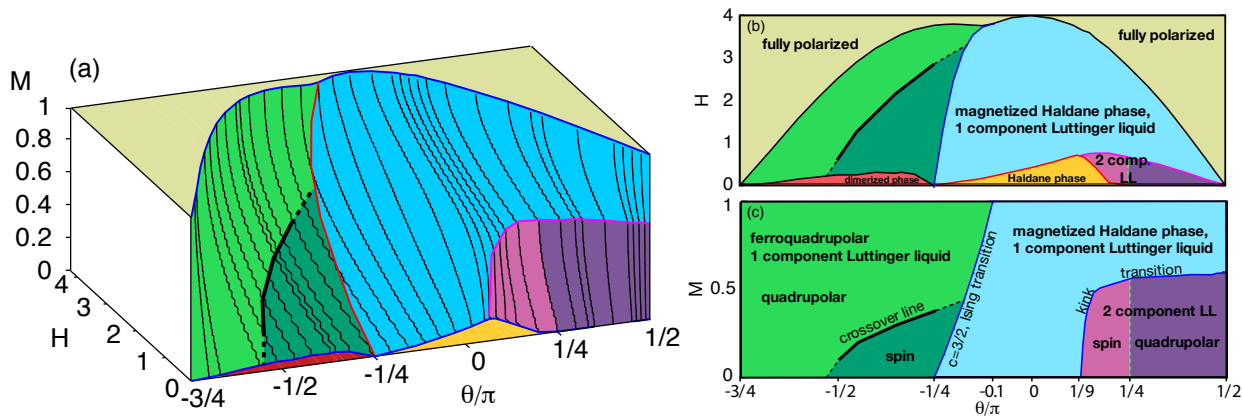 (a)
M
1
0.8
0.6
0.4
0.2
0
4
3
2
1
0
H
-3/4
-1/2
-1/4
0
1/4
1/2
θ/π
(b)
fully polarized
fully polarized
magnetized Haldane phase,
1 component Luttinger liquid
2 comp.
LL
dimerized phase
Haldane phase
H
4
3
2
1
0
(c)
ferroquadrupolar
1 component Luttinger liquid
quadrupolar
crossover line
spin
c=3/2, Ising transition
magnetized Haldane phase,
1 component Luttinger liquid
transition
kink
2 component LL
spin
quadrupolar
M
1
0.5
0
-3/4
-1/2
-1/4
-0.1
0
1/9
1/4
1/2
θ/π